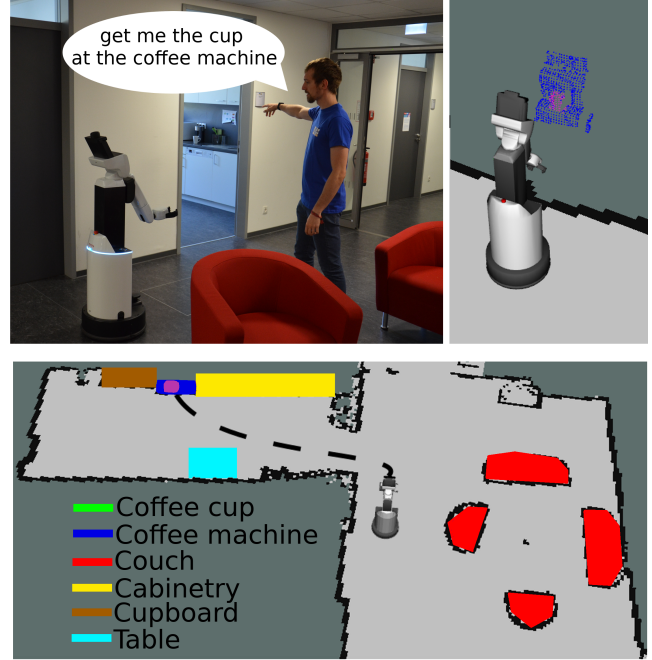 get me the cup
at the coffee machine
Coffee cup
Coffee machine
Couch
Cabinetry
Cupboard
Table